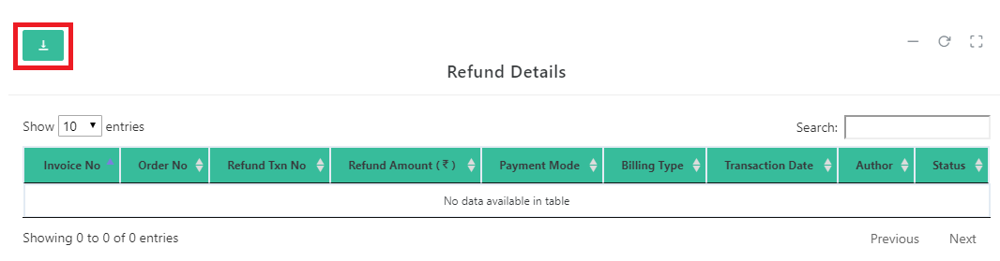 Refund Details
Show 10 entries
Search:
Invoice No Order No Refund Txn No Refund Amount (₹) Payment Mode Billing Type Transaction Date Author Status
No data available in table
Showing 0 to 0 of 0 entries
Previous Next